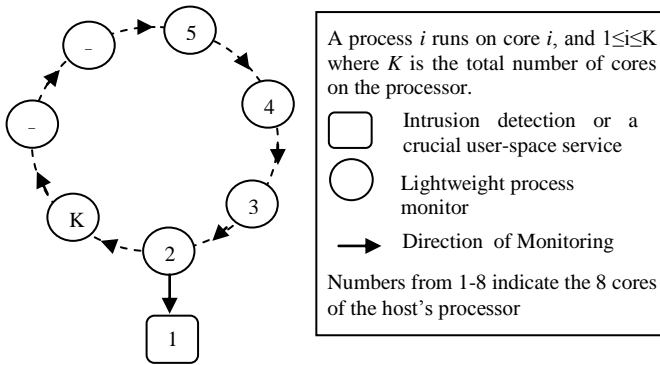 5
4
3
2
K
–
–
1
A process i runs on core i, and 1≤i≤K
where K is the total number of cores
on the processor.
Intrusion detection or a
crucial user-space service
Lightweight process
monitor
Direction of Monitoring
Numbers from 1-8 indicate the 8 cores
of the host’s processor